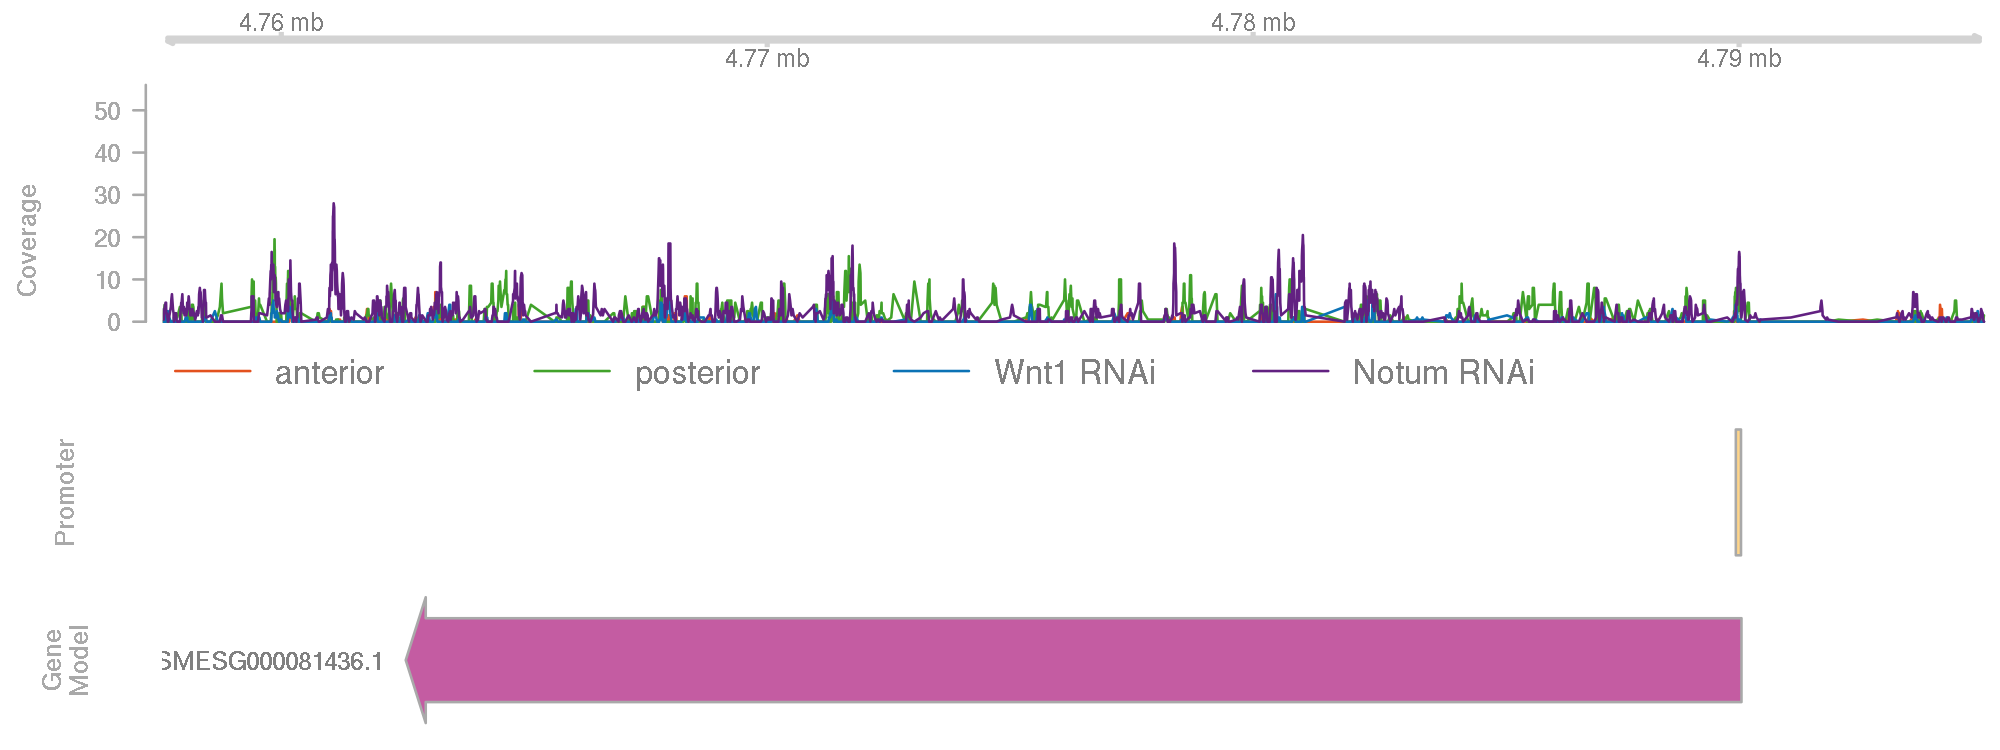 4.76 mb
4.78 mb
4.77 mb
4.79 mb
Coverage
50
40
30
20
10
0
anterior posterior Wnt1 RNAi Notum RNAi
Promoter
Gene
Model
SMESG000081436.1